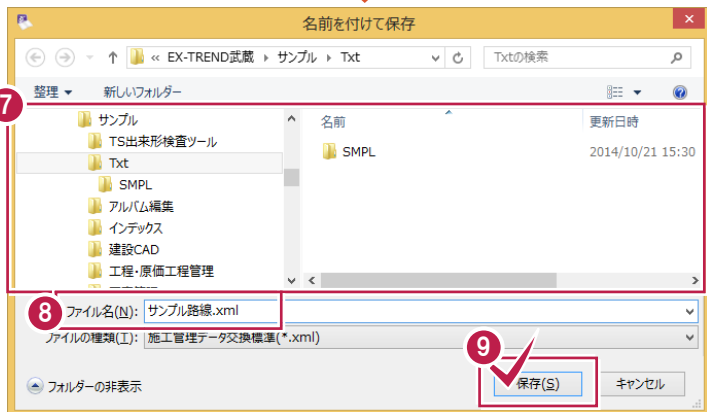 名前を付けて保存
« EX-TREND武蔵 ▸ サンプル ▸ Txt
Txtの検索
整理 新しいフォルダー
7
サンプル
TS出来形検査ツール
Txt
SMPL
アルバム編集
インデックス
建設CAD
工程・原価工程管理
名前 更新日時
SMPL 2014/10/21 15:30
8
ファイル名(N): サンプル路線.xml
ファイルの種類(T): 施工管理データ交換標準(*.xml)
9
フォルダーの非表示
保存(S) キャンセル